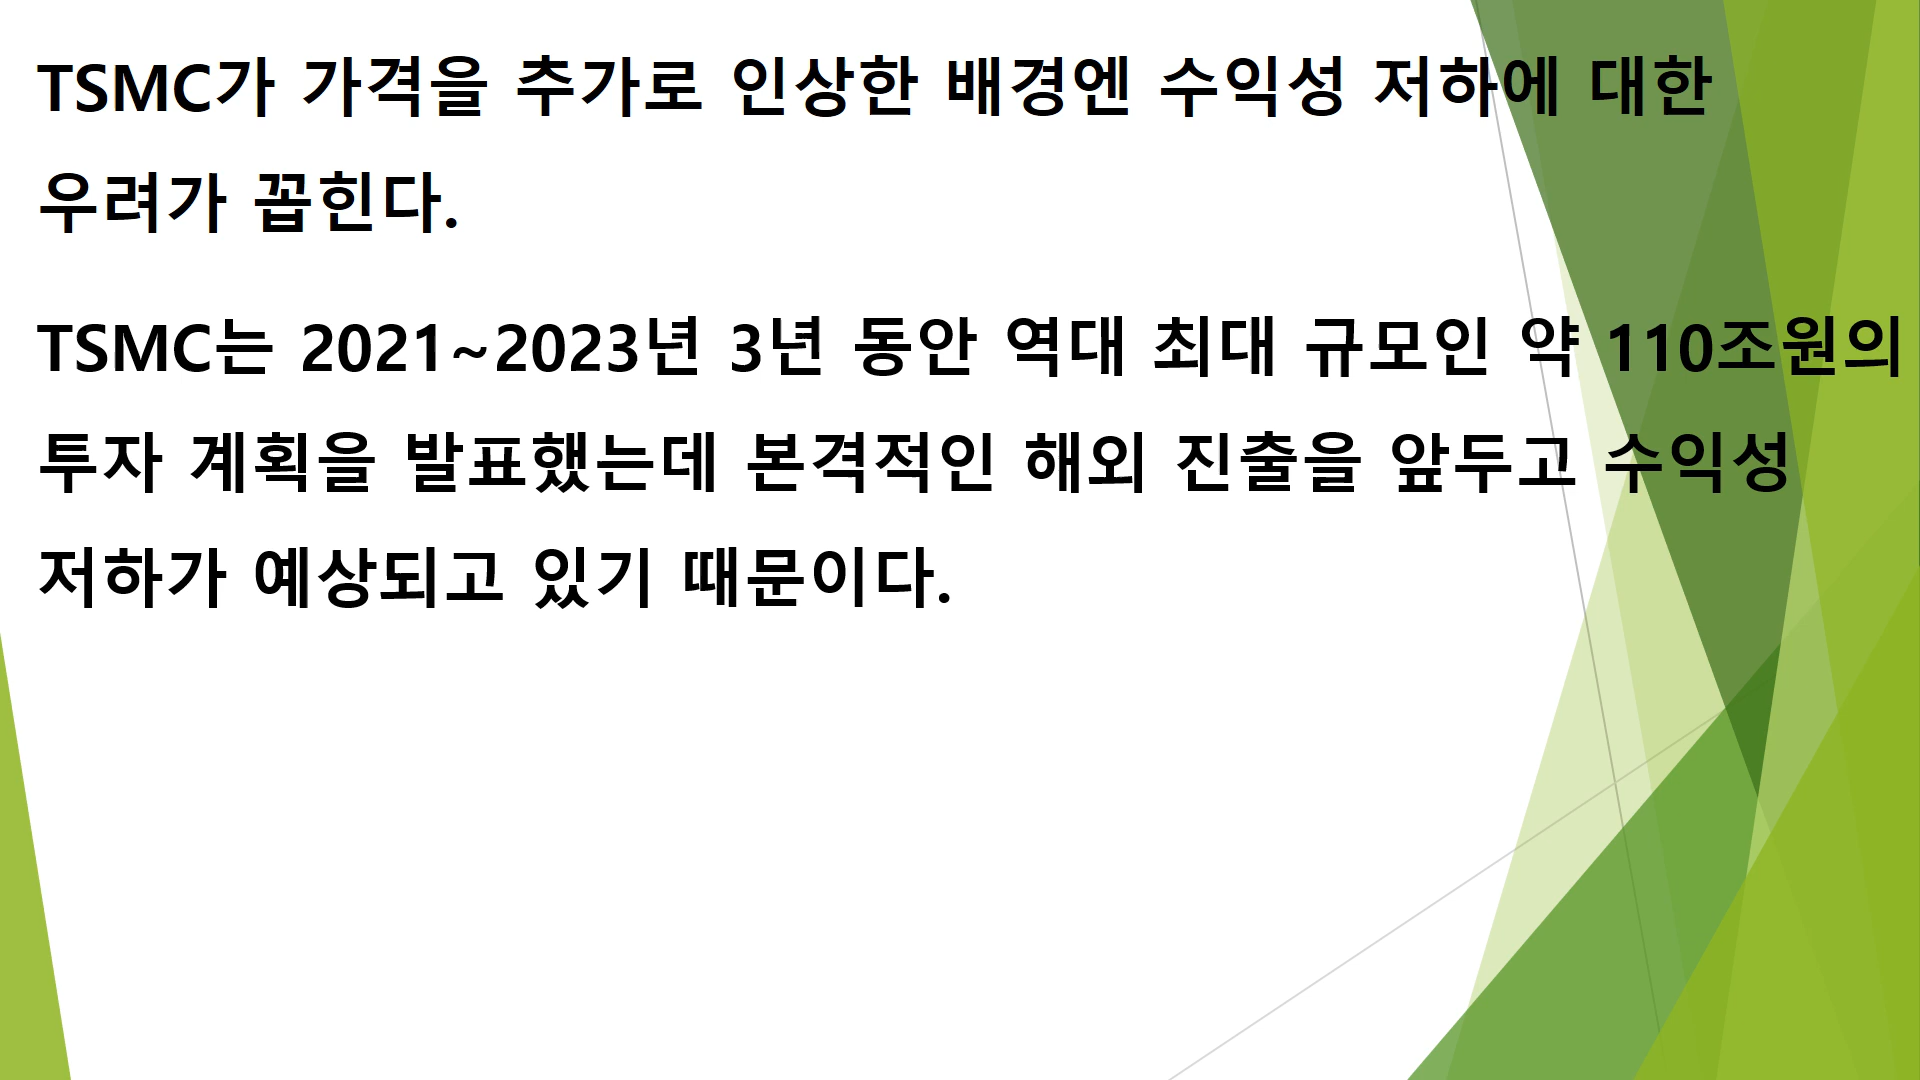 TSMC가 가격을 추가로 인상한 배경엔 수익성 저하에 대한
우려가 꼽힌다.
TSMC는 2021~2023년 3년 동안 역대 최대 규모인 약 110조원의
투자 계획을 발표했는데 본격적인 해외 진출을 앞두고 수익성
저하가 예상되고 있기 때문이다.